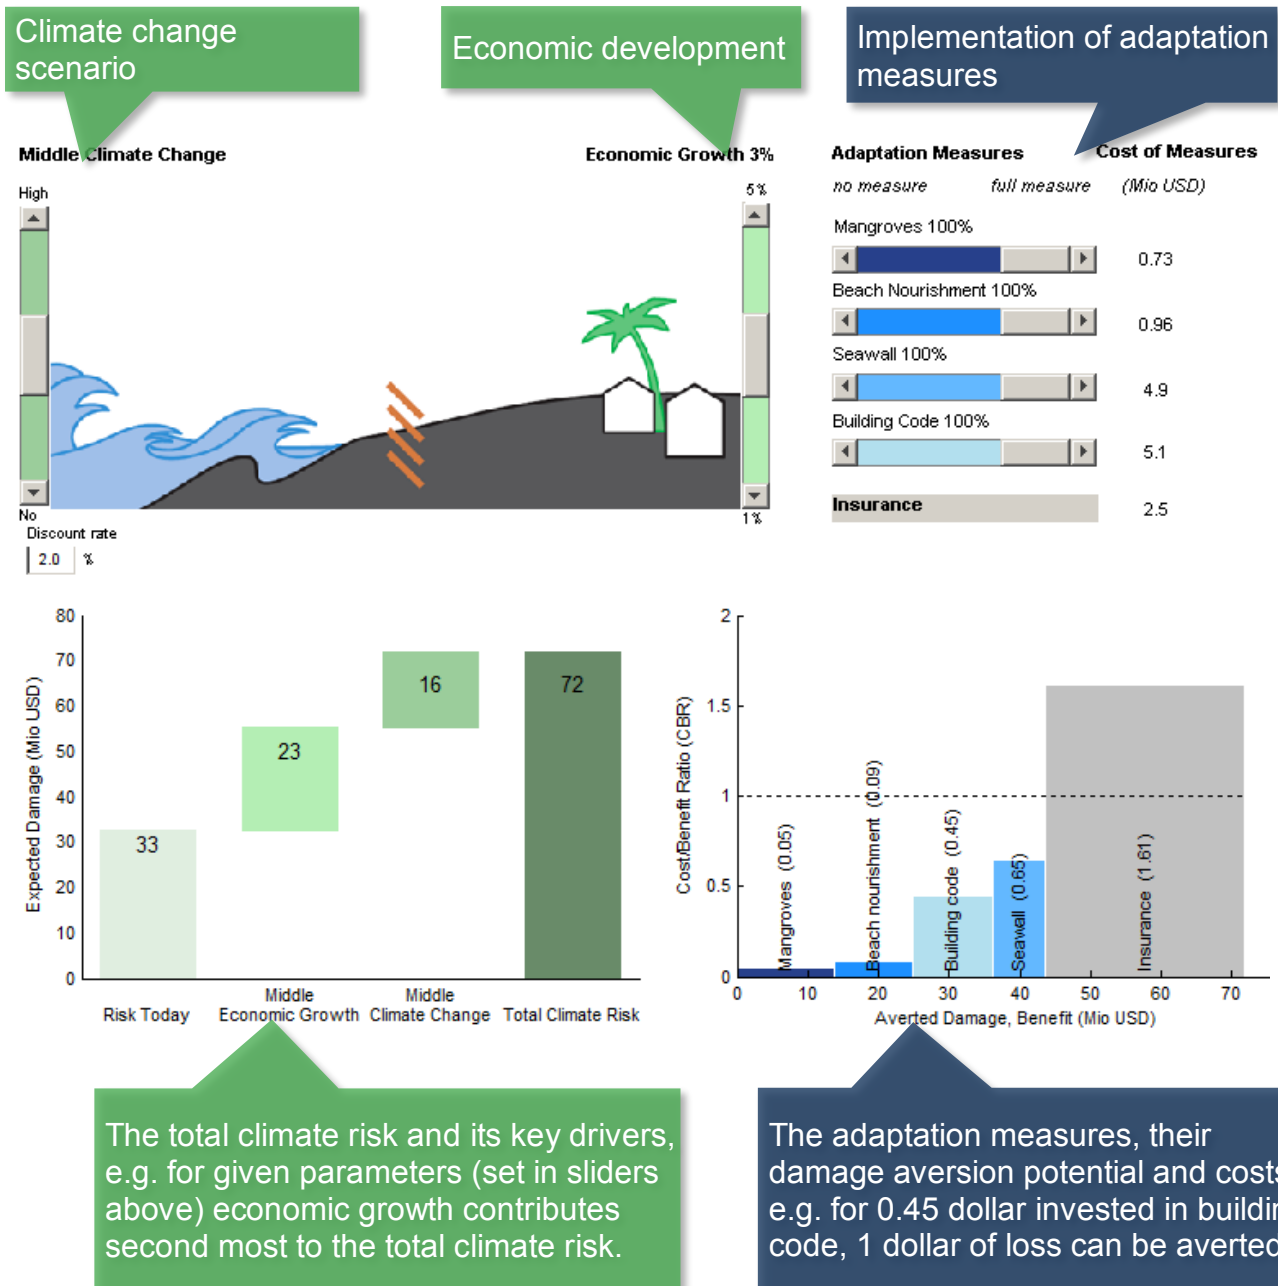 Climate change
scenario
Economic development
Implementation of adaptation
measures
Middle Climate Change
Economic Growth 3%
Adaptation Measures
Cost of Measures
no measure
full measure
(Mio USD)
High
5 %
Mangroves 100%
0.73
Beach Nourishment 100%
0.96
Seawall 100%
4.9
Building Code 100%
5.1
Insurance
2.5
No
1 %
Discount rate
2.0 %
80
70
60
50
40
30
20
10
0
Expected Damage (Mio USD)
33
23
16
72
Risk Today
Middle
Economic Growth
Middle
Climate Change
Total Climate Risk
2
1.5
1
0.5
0
Cost/Benefit Ratio (CBR)
Mangroves (0.05)
Beach nourishment (0.09)
Building code (0.45)
Seawall (0.65)
Insurance (1.61)
0 10 20 30 40 50 60 70
Averted Damage, Benefit (Mio USD)
The total climate risk and its key drivers,
e.g. for given parameters (set in sliders
above) economic growth contributes
second most to the total climate risk.
The adaptation measures, their
damage aversion potential and costs
e.g. for 0.45 dollar invested in buildin
code, 1 dollar of loss can be averted